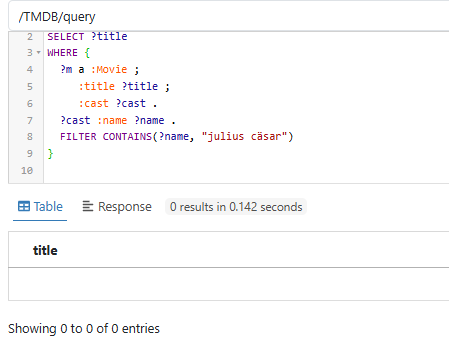 /TMDB/query
2 SELECT ?title
3 WHERE {
4 ?m a :Movie ;
5 :title ?title ;
6 :cast ?cast .
7 ?cast :name ?name .
8 FILTER CONTAINS(?name, "julius cäsar")
9 }
10
Table Response 0 results in 0.142 seconds
title
Showing 0 to 0 of 0 entries